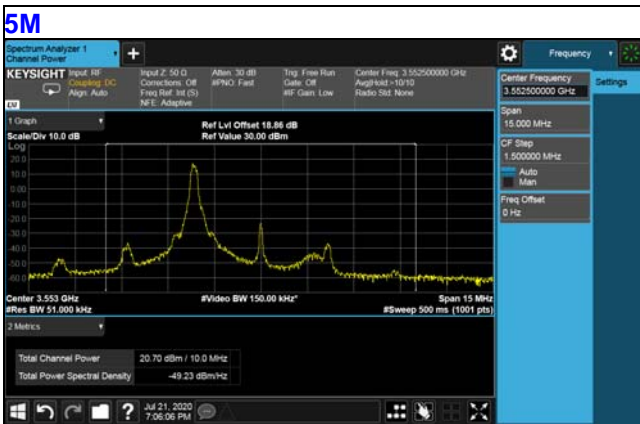 5M
Spectrum Analyzer 1
Channel Power
+
Frequency
KEYSIGHT
Input: RF
Coupling: DC
Align: Auto
Input Z: 50 Ω
Corrections: Off
Freq Ref: Int (S)
NFE: Adaptive
Atten: 30 dB
#PNO: Fast
Trig: Free Run
Gate: Off
#IF Gain: Low
Center Freq: 3.552500000 GHz
Avg|Hold:>10/10
Radio Std: None
1 Graph
Scale/Div 10.0 dB
Ref Lvl Offset 18.86 dB
Ref Value 30.00 dBm
Log
20.0
10.0
0.00
-10.0
-20.0
-30.0
-40.0
-50.0
-60.0
Center 3.553 GHz
#Video BW 150.00 kHz*
Span 15 MHz
#Res BW 51.000 kHz
#Sweep 500 ms (1001 pts)
2 Metrics
Total Channel Power 20.70 dBm / 10.0 MHz
Total Power Spectral Density -49.23 dBm/Hz
Center Frequency
3.552500000 GHz
Settings
Span
15.000 MHz
CF Step
1.500000 MHz
Auto
Man
Freq Offset
0 Hz
?
Jul 21, 2020
7:06:06 PM